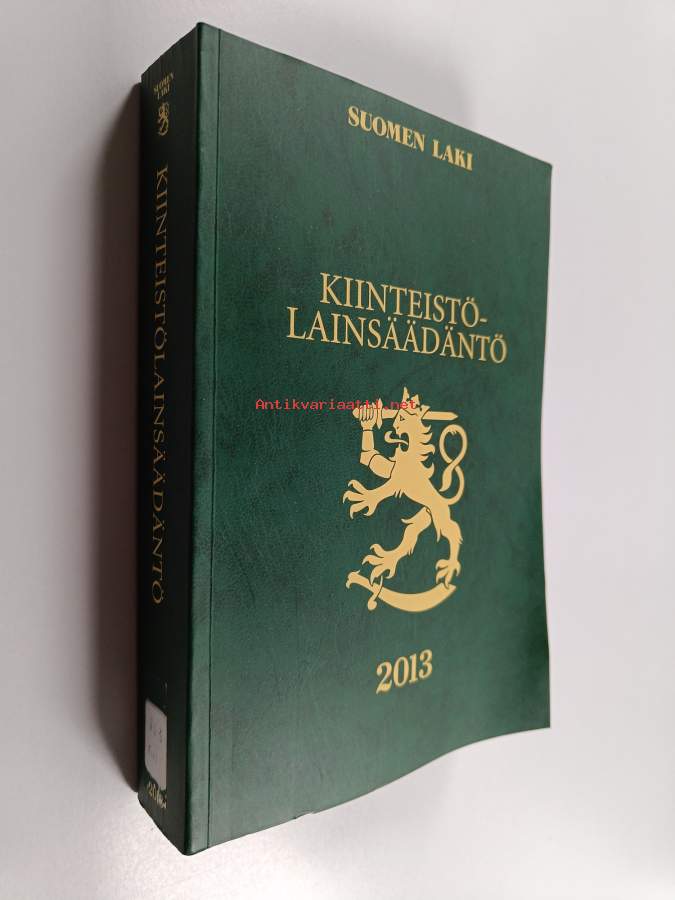 SUOMEN LAKI
KIINTEISTÖ-
LAINSÄÄDÄNTÖ
Antikvariaatti.net
2013
SUOMEN
LAKI
KIINTEISTÖLAINSÄÄDÄNTÖ